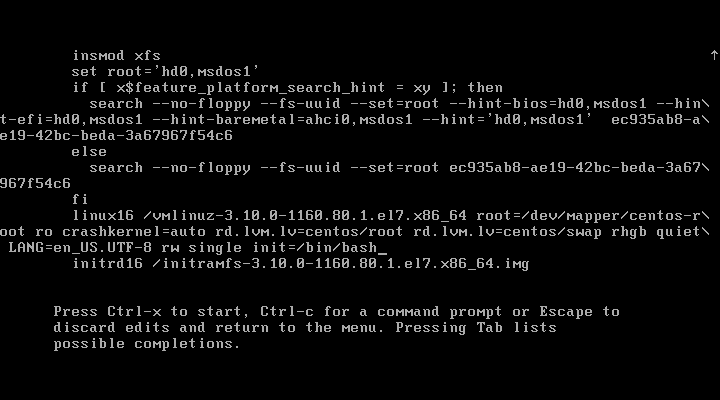 insmod xfs
↑
set root='hd0,msdos1'
if [ x$feature_platform_search_hint = xy ]; then
search --no-floppy --fs-uuid --set=root --hint-bios=hd0,msdos1 --hin\
t-efi=hd0,msdos1 --hint-baremetal=ahci0,msdos1 --hint='hd0,msdos1'  ec935ab8-a\
e19-42bc-beda-3a67967f54c6
else
search --no-floppy --fs-uuid --set=root ec935ab8-ae19-42bc-beda-3a67\
967f54c6
fi
linux16 /vmlinuz-3.10.0-1160.80.1.el7.x86_64 root=/dev/mapper/centos-r\
oot ro crashkernel=auto rd.lvm.lv=centos/root rd.lvm.lv=centos/swap rhgb quiet\
LANG=en_US.UTF-8 rw single init=/bin/bash_
initrd16 /initramfs-3.10.0-1160.80.1.el7.x86_64.img
Press Ctrl-x to start, Ctrl-c for a command prompt or Escape to
discard edits and return to the menu. Pressing Tab lists
possible completions.